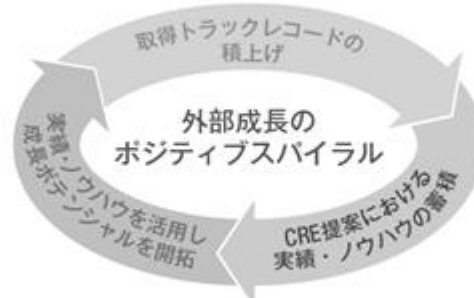 取得トラックレコードの
積上げ
外部成長の
ポジティブスパイラル
CRE提案における
実績・ノウハウの蓄積
実績・ノウハウを活用し
成長ポテンシャルを開拓